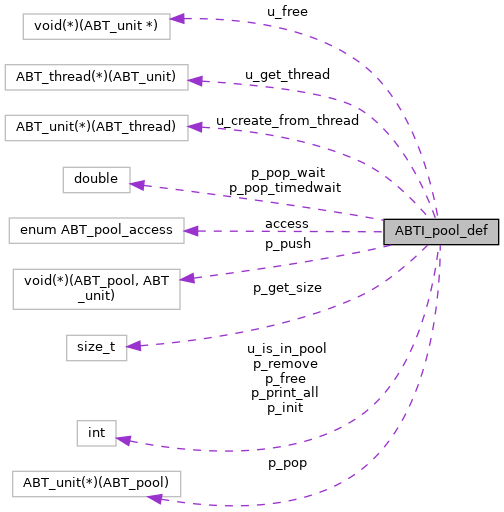 u_free
void(*)(ABT_unit *)
u_get_thread
ABT_thread(*)(ABT_unit)
u_create_from_thread
ABT_unit(*)(ABT_thread)
p_pop_wait
p_pop_timedwait
double
access
enum ABT_pool_access
ABTI_pool_def
p_push
void(*)(ABT_pool, ABT
_unit)
p_get_size
size_t
u_is_in_pool
p_remove
p_free
p_print_all
p_init
int
p_pop
ABT_unit(*)(ABT_pool)